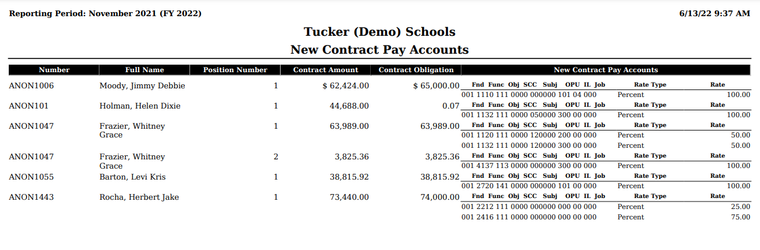 Reporting Period: November 2021 (FY 2022) 6/13/22 9:37 AM
Tucker (Demo) Schools
New Contract Pay Accounts
Number Full Name Position Number Contract Amount Contract Obligation New Contract Pay Accounts
ANON1006 Moody, Jimmy Debbie 1 $ 62,424.00 $ 65,000.00 Fnd Func Obj SCC Subj OPU IL Job Rate Type Rate
001 1110 111 0000 000000 101 04 000 Percent 100.00
ANON101 Holman, Helen Dixie 1 44,688.00 0.07 Fnd Func Obj SCC Subj OPU IL Job Rate Type Rate
001 1132 111 0000 050000 300 00 000 Percent 100.00
ANON1047 Frazier, Whitney 1 63,989.00 63,989.00 Fnd Func Obj SCC Subj OPU IL Job Rate Type Rate
Grace 001 1120 111 0000 120000 200 00 000 Percent 50.00
001 1132 111 0000 120000 300 00 000 Percent 50.00
ANON1047 Frazier, Whitney 2 3,825.36 3,825.36 Fnd Func Obj SCC Subj OPU IL Job Rate Type Rate
Grace 001 4137 113 0000 000000 300 00 000 Percent 100.00
ANON1055 Barton, Levi Kris 1 38,815.92 38,815.92 Fnd Func Obj SCC Subj OPU IL Job Rate Type Rate
001 2720 141 0000 000000 101 00 000 Percent 100.00
ANON1443 Rocha, Herbert Jake 1 73,440.00 74,000.00 Fnd Func Obj SCC Subj OPU IL Job Rate Type Rate
001 2212 111 0000 000000 000 00 000 Percent 25.00
001 2416 111 0000 000000 000 00 000 Percent 75.00